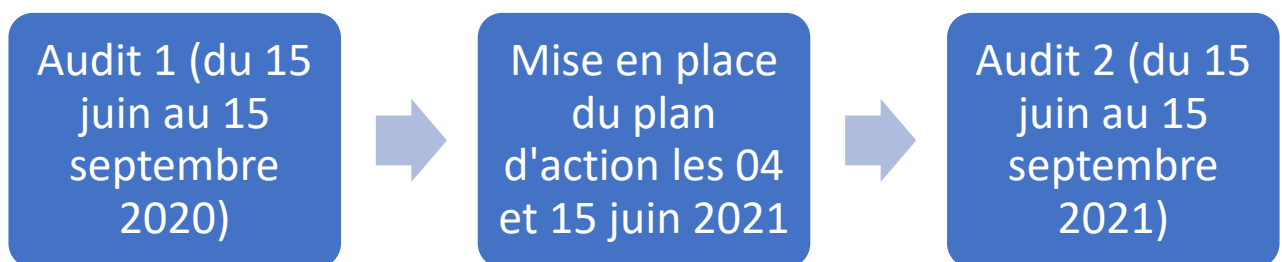 Audit 1 (du 15
juin au 15
septembre
2020)
Mise en place
du plan
d'action les 04
et 15 juin 2021
Audit 2 (du 15
juin au 15
septembre
2021)